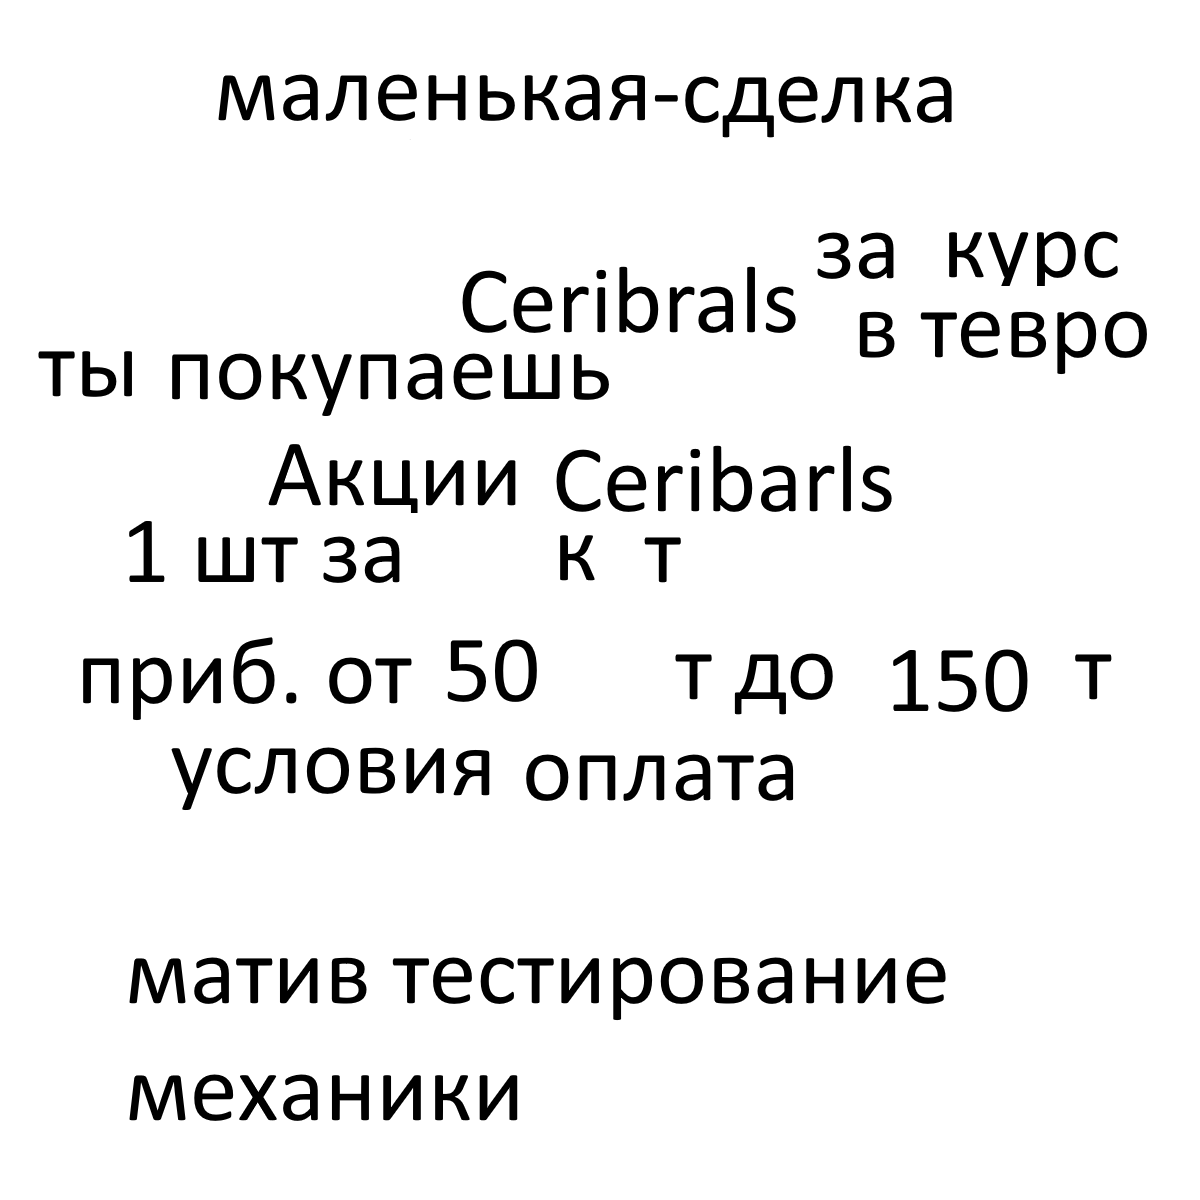 маленькая-сделка
Ceribrals за курс
в тевро
ты покупаешь
Акции Ceribarls
1 шт за к т
приб. от 50 т до 150 т
условия оплата
матив тестирование
механики